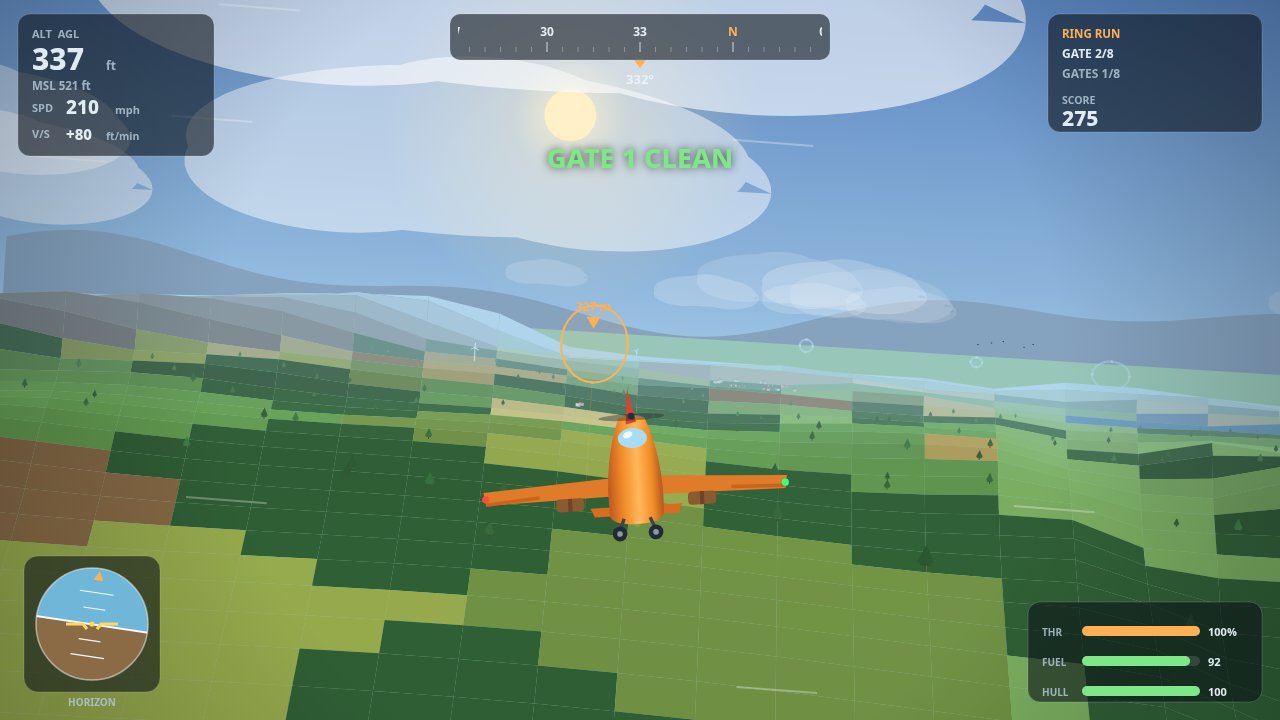 ALT AGL
337 ft
MSL 521 ft
SPD 210 mph
V/S +80 ft/min
30 33 N
332°
GATE 1 CLEAN
RING RUN
GATE 2/8
GATES 1/8
SCORE
275
HORIZON
THR 100%
FUEL 92
HULL 100